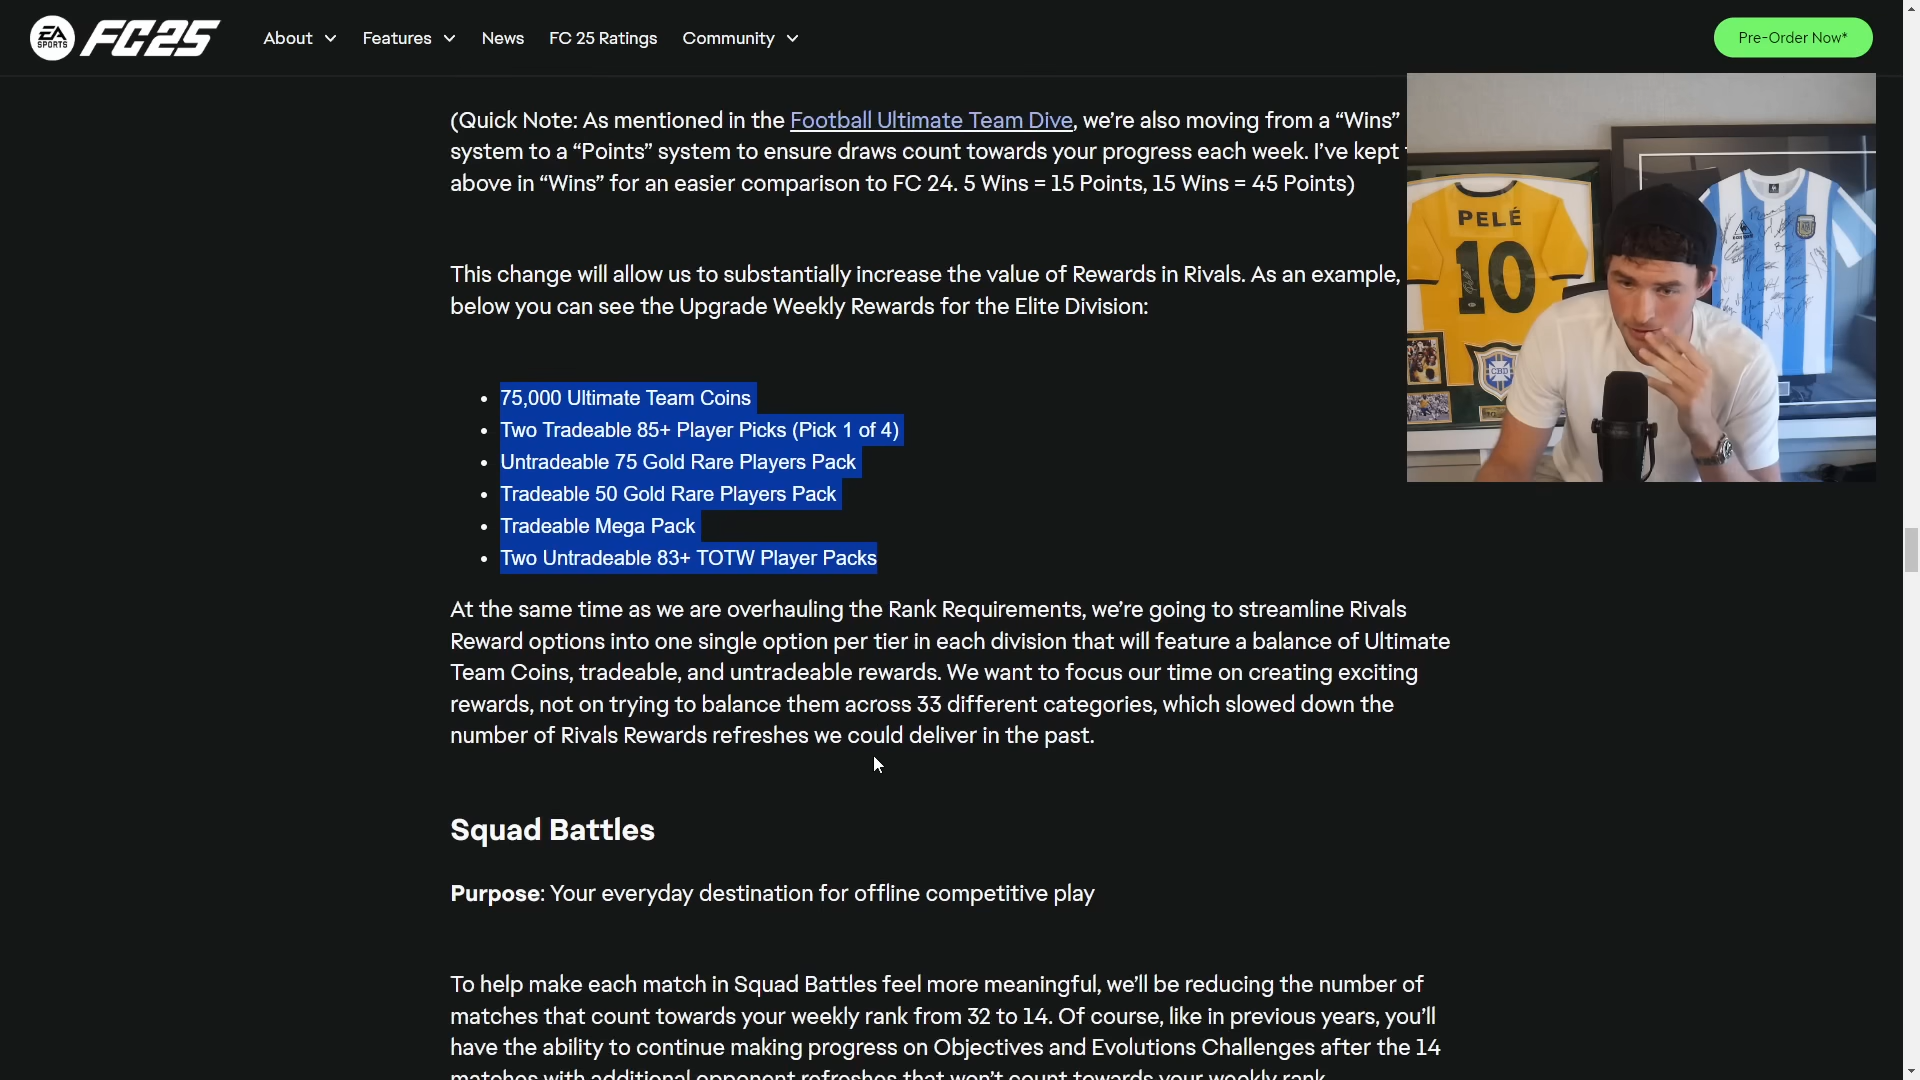 EA SPORTS FC25 About Features News FC 25 Ratings Community Pre-Order Now*
(Quick Note: As mentioned in the Football Ultimate Team Dive, we're also moving from a “Wins”
system to a “Points” system to ensure draws count towards your progress each week. I've kept
above in “Wins” for an easier comparison to FC 24. 5 Wins = 15 Points, 15 Wins = 45 Points)
PELÉ
10
CBD
This change will allow us to substantially increase the value of Rewards in Rivals. As an example,
below you can see the Upgrade Weekly Rewards for the Elite Division:
• 75,000 Ultimate Team Coins
• Two Tradeable 85+ Player Picks (Pick 1 of 4)
• Untradeable 75 Gold Rare Players Pack
• Tradeable 50 Gold Rare Players Pack
• Tradeable Mega Pack
• Two Untradeable 83+ TOTW Player Packs
At the same time as we are overhauling the Rank Requirements, we're going to streamline Rivals
Reward options into one single option per tier in each division that will feature a balance of Ultimate
Team Coins, tradeable, and untradeable rewards. We want to focus our time on creating exciting
rewards, not on trying to balance them across 33 different categories, which slowed down the
number of Rivals Rewards refreshes we could deliver in the past.
Squad Battles
Purpose: Your everyday destination for offline competitive play
To help make each match in Squad Battles feel more meaningful, we'll be reducing the number of
matches that count towards your weekly rank from 32 to 14. Of course, like in previous years, you'll
have the ability to continue making progress on Objectives and Evolutions Challenges after the 14
matches with additional opponent refreshes that won't count towards your weekly rank.